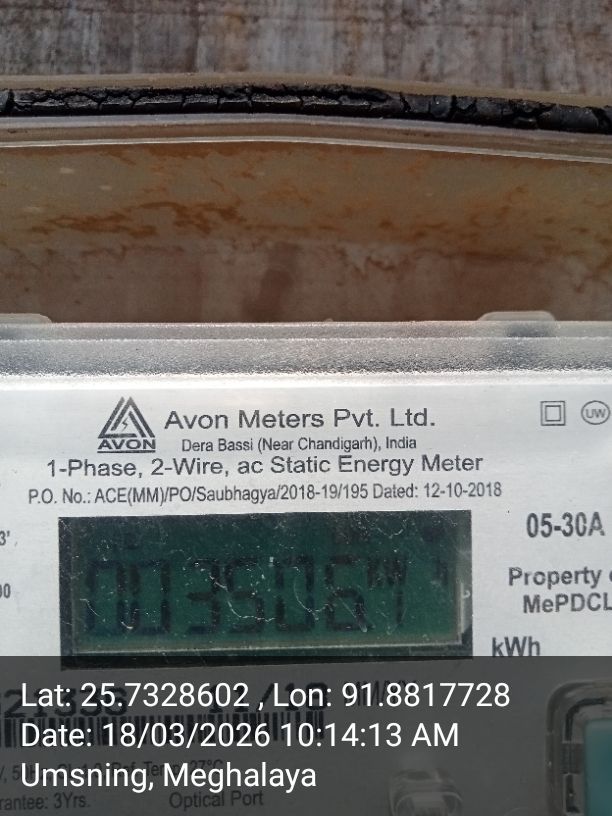 Avon Meters Pvt. Ltd.
AVON
Dera Bassi (Near Chandigarh), India
UW
1-Phase, 2-Wire, ac Static Energy Meter
P.O. No.: ACE(MM)/PO/Saubhagya/2018-19/195 Dated: 12-10-2018
05-30A
Property
MePDCL
kWh
Lat: 25.7328602 , Lon: 91.8817728
Date: 18/03/2026 10:14:13 AM
Umsning, Meghalaya
3Yrs.
Optical Port